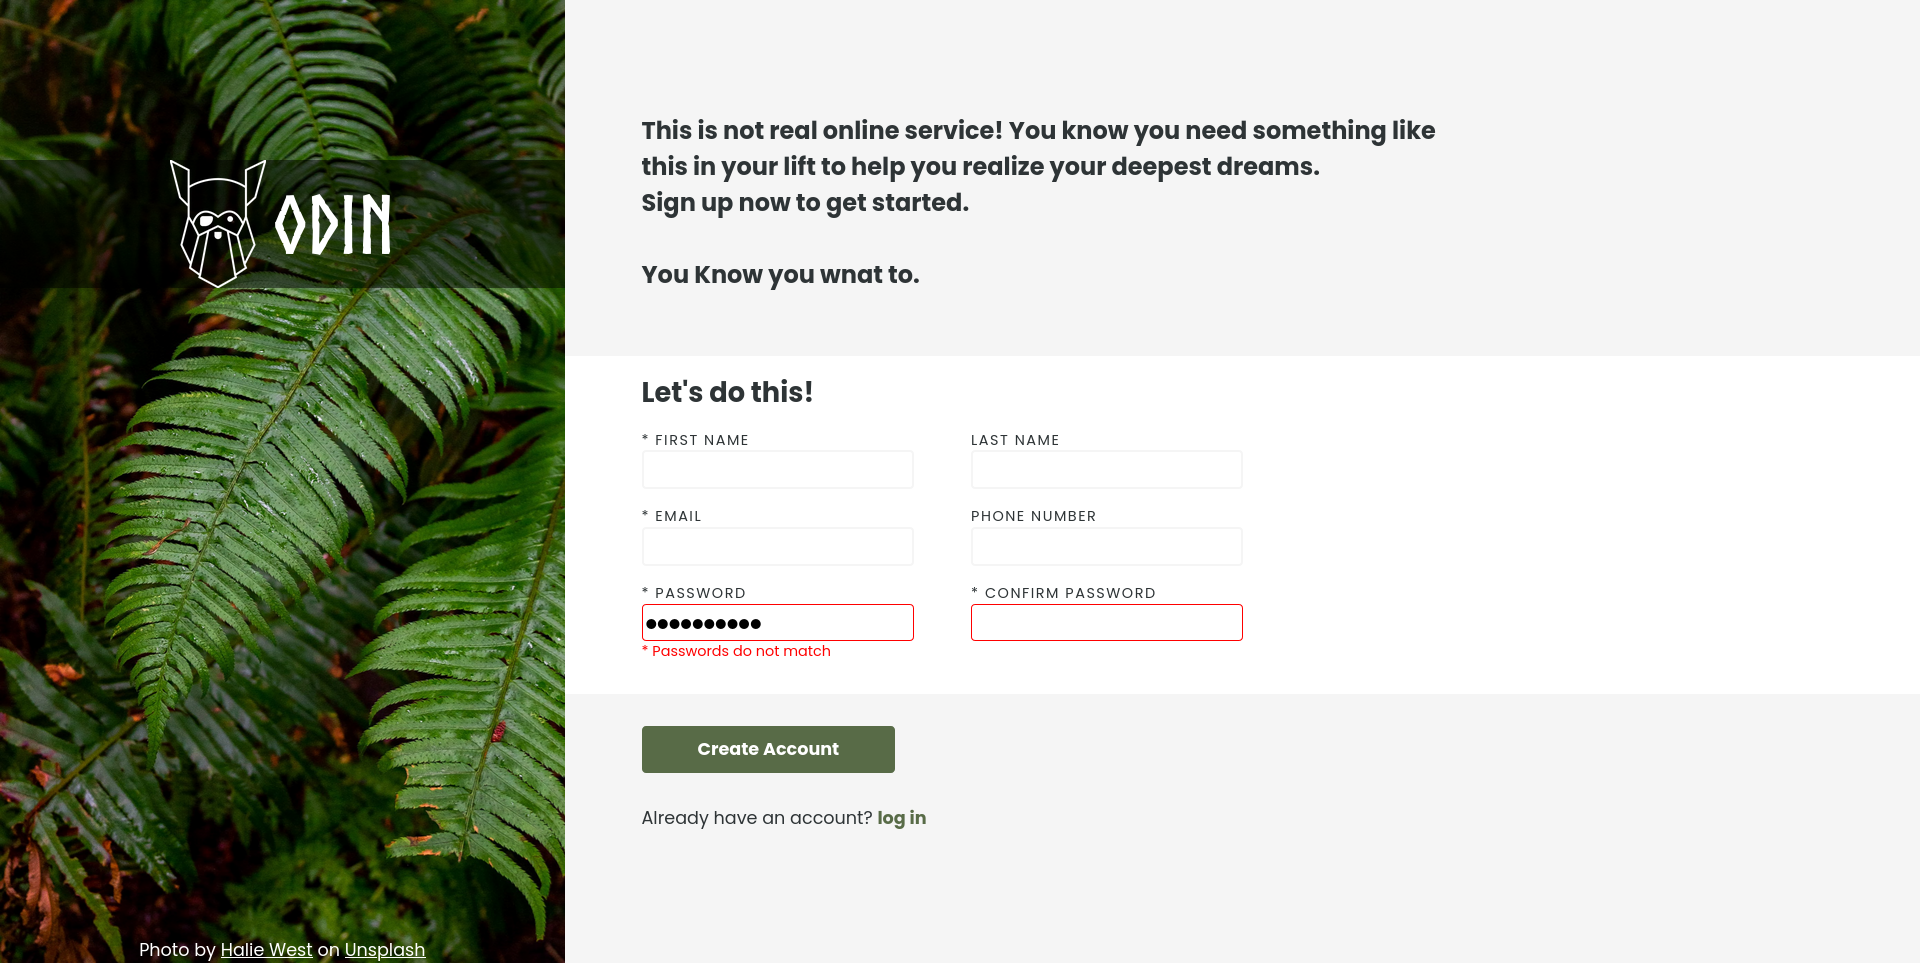 ODIN
Photo by Halie West on Unsplash
This is not real online service! You know you need something like
this in your lift to help you realize your deepest dreams.
Sign up now to get started.
You Know you wnat to.
Let's do this!
* FIRST NAME
LAST NAME
* EMAIL
PHONE NUMBER
* PASSWORD
* CONFIRM PASSWORD
●●●●●●●●●●
* Passwords do not match
Create Account
Already have an account? log in